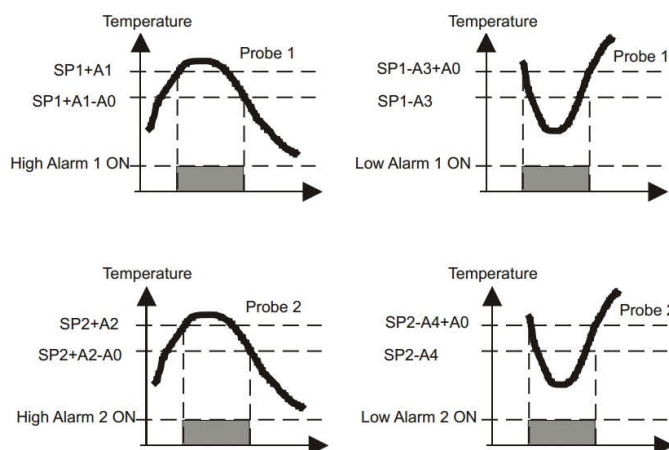 Temperature
Probe 1
SP1+A1
SP1+A1-A0
High Alarm 1 ON
Temperature
Probe 1
SP1-A3+A0
SP1-A3
Low Alarm 1 ON
Temperature
Probe 2
SP2+A2
SP2+A2-A0
High Alarm 2 ON
Temperature
Probe 2
SP2-A4+A0
SP2-A4
Low Alarm 2 ON